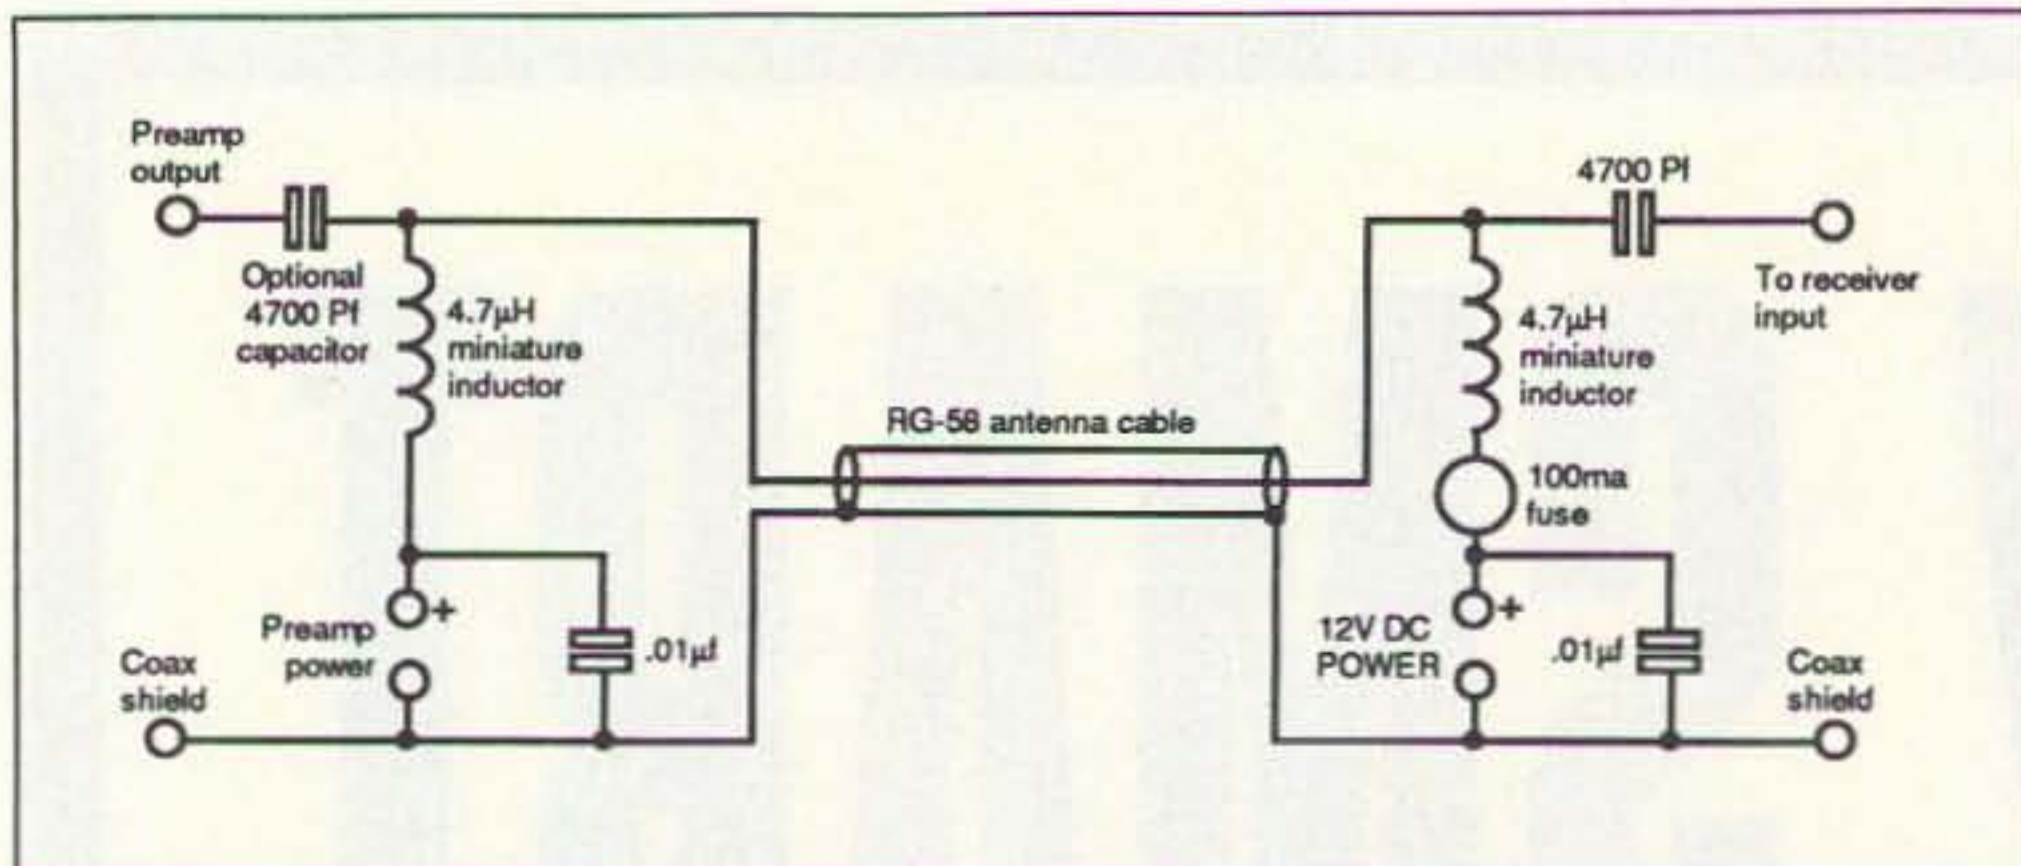 Preamp
output
Optional
4700 Pf
capacitor
4.7µH
miniature
inductor
RG-58 antenna cable
4700 Pf
To receiver
input
4.7µH
miniature
inductor
100ma
fuse
+
Preamp
power
.01µf
Coax
shield
+
12V DC
POWER
.01µf
Coax
shield